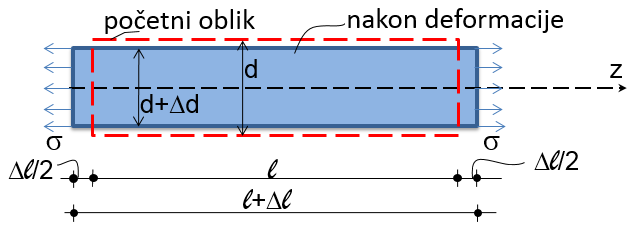 početni oblik
nakon deformacije
d
z
d+Δd
σ
σ
Δℓ/2
ℓ
Δℓ/2
ℓ+Δℓ